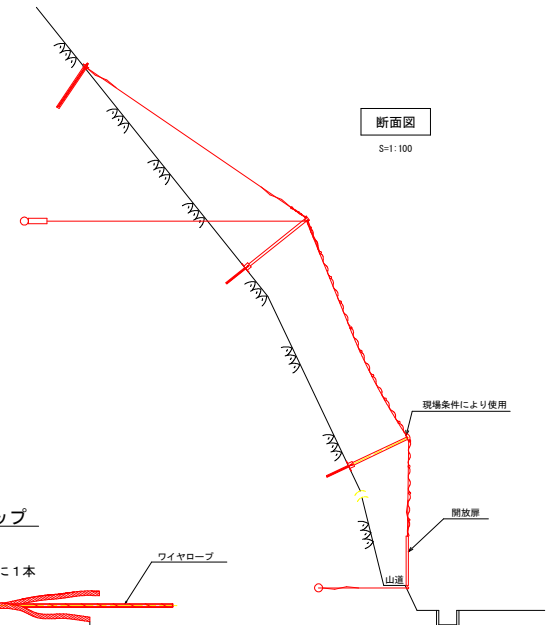 断面図
S=1:100
現場条件により使用
開放扉
山道
ップ
に1本
ワイヤロープ